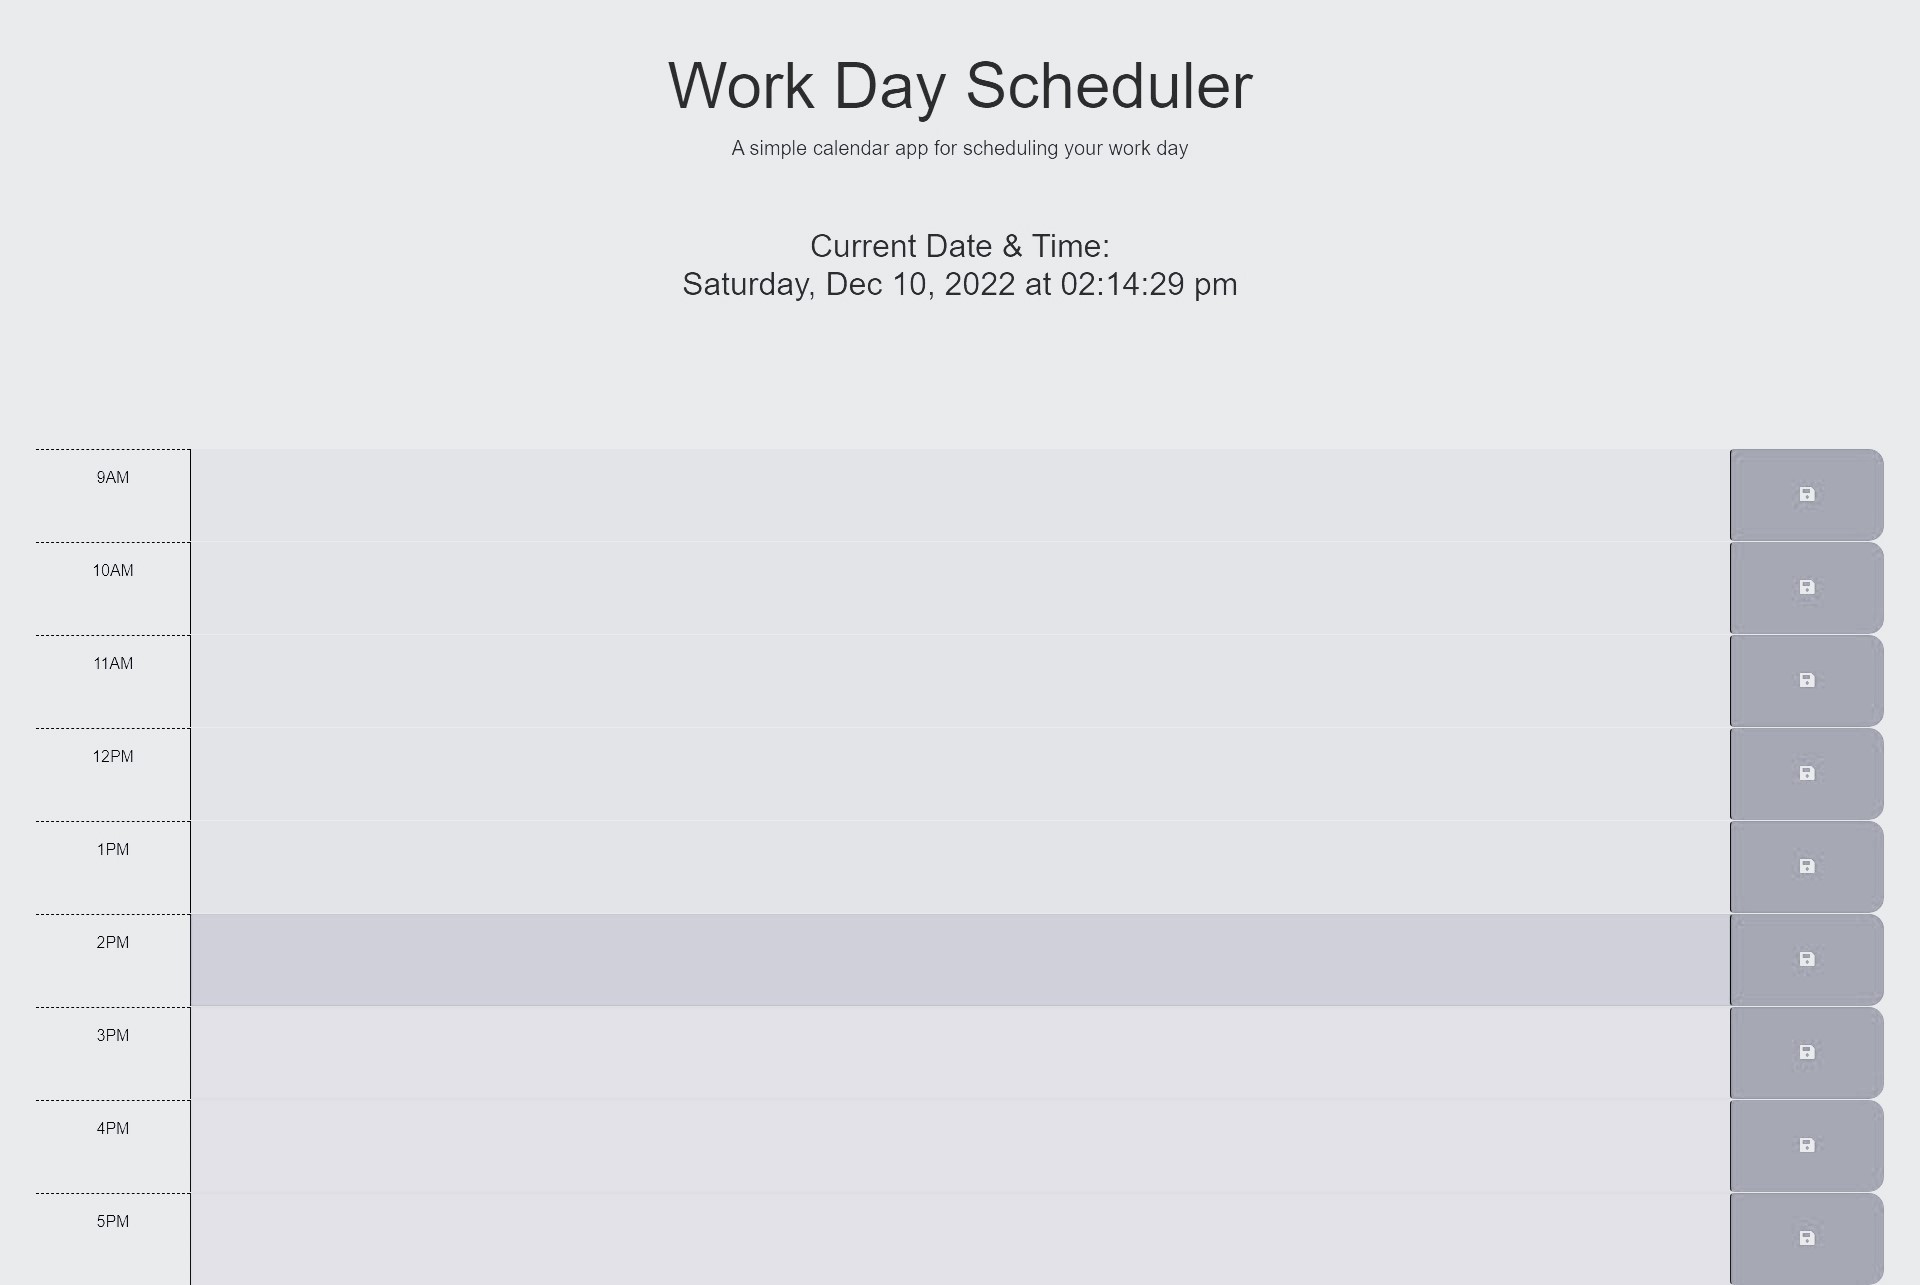 Work Day Scheduler
A simple calendar app for scheduling your work day
Current Date & Time:
Saturday, Dec 10, 2022 at 02:14:29 pm
9AM
10AM
11AM
12PM
1PM
2PM
3PM
4PM
5PM